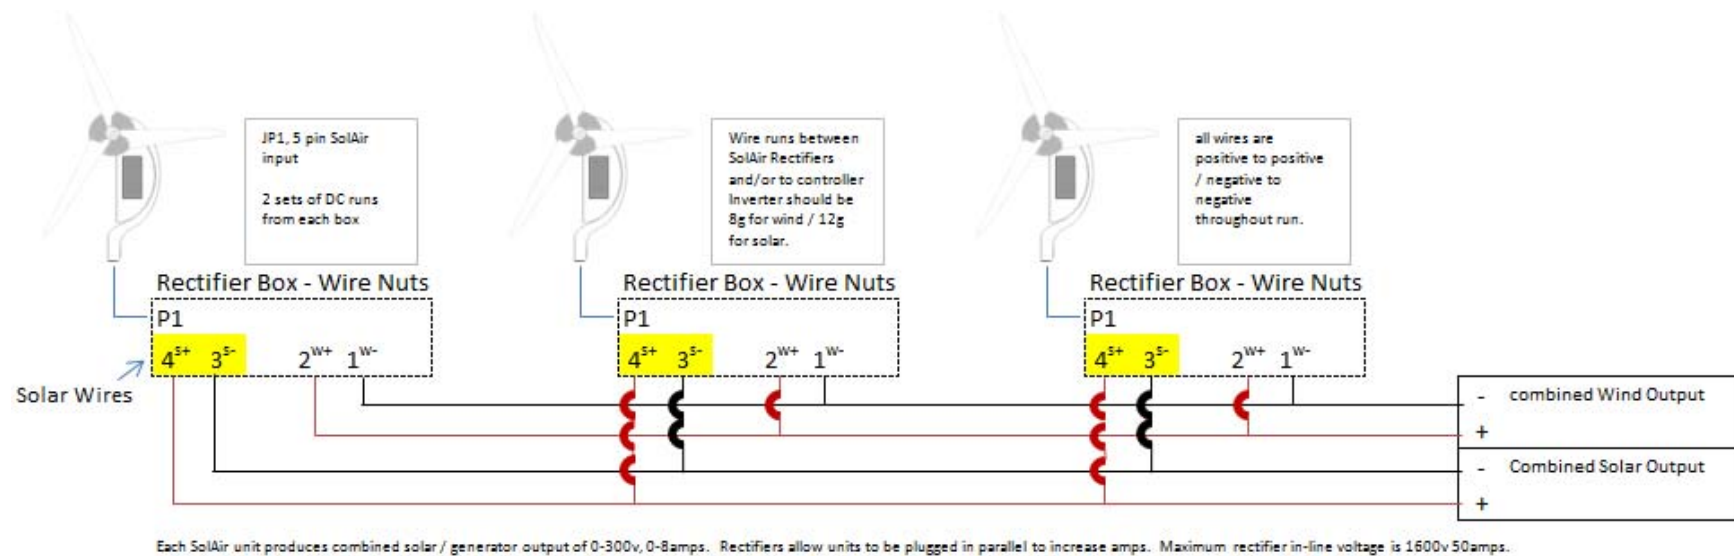 JP1, 5 pin SolAir
input
2 sets of DC runs
from each box
Wire runs between
SolAir Rectifiers
and/or to controller
Inverter should be
8g for wind / 12g
for solar.
all wires are
positive to positive
/ negative to
negative
throughout run.
Rectifier Box - Wire Nuts
P1
4S+ 3S- 2W+ 1W-
Rectifier Box - Wire Nuts
P1
4S+ 3S- 2W+ 1W-
Rectifier Box - Wire Nuts
P1
4S+ 3S- 2W+ 1W-
Solar Wires
- combined Wind Output
+
- Combined Solar Output
+
Each SolAir unit produces combined solar / generator output of 0-300v, 0-8amps. Rectifiers allow units to be plugged in parallel to increase amps. Maximum rectifier in-line voltage is 1600v 50amps.